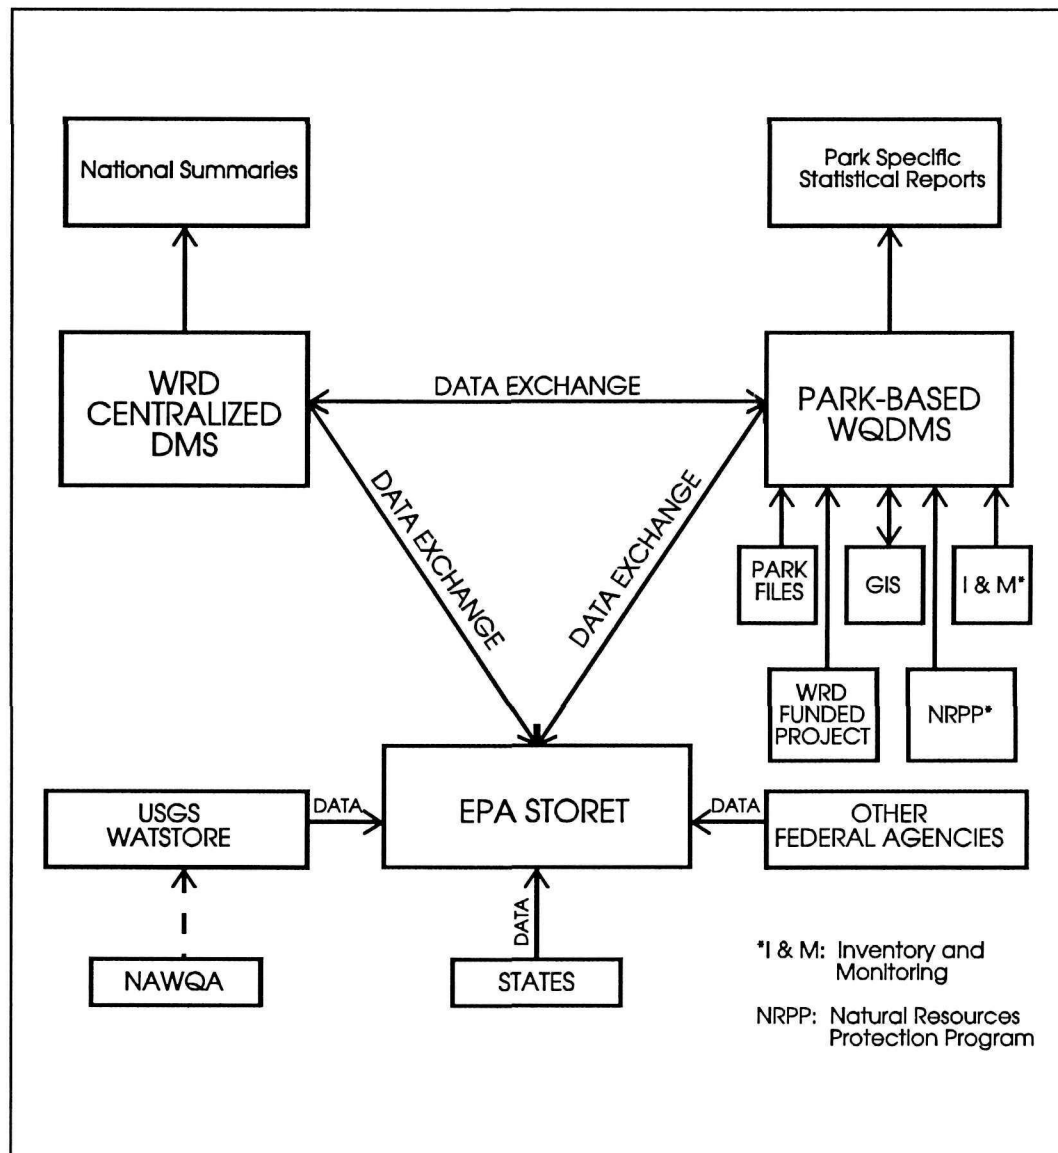 National Summaries
Park Specific
Statistical Reports
WRD
CENTRALIZED
DMS
DATA EXCHANGE
PARK-BASED
WQDMS
DATA EXCHANGE
DATA EXCHANGE
PARK
FILES
GIS
I & M*
WRD
FUNDED
PROJECT
NRPP*
USGS
WATSTORE
DATA
EPA STORET
DATA
OTHER
FEDERAL AGENCIES
DATA
NAWQA
STATES
*I & M: Inventory and
Monitoring
NRPP: Natural Resources
Protection Program